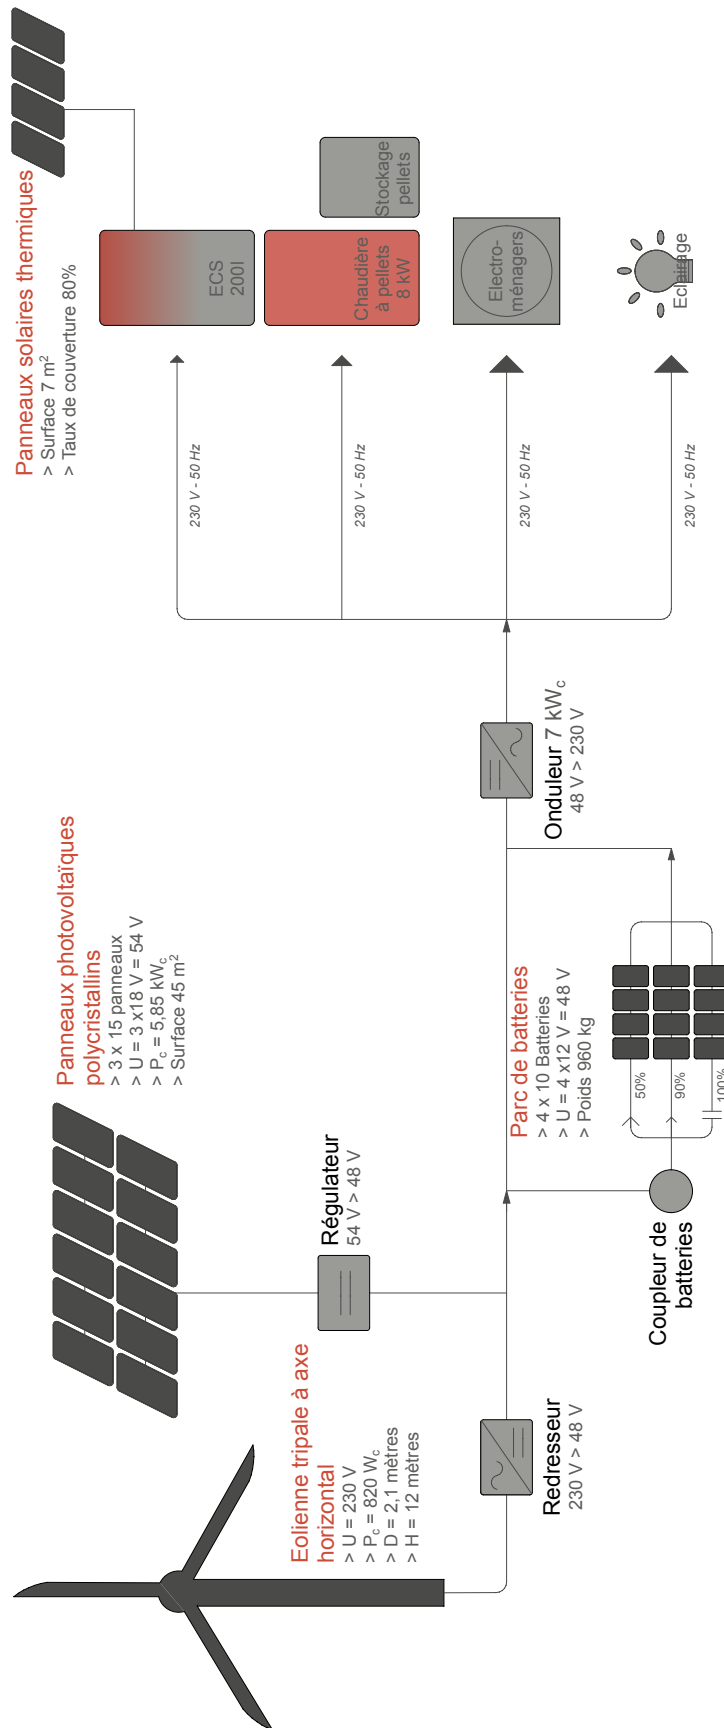 Eolienne tripale à axe
horizontal
> U = 230 V
> Pc = 820 Wc
> D = 2,1 mètres
> H = 12 mètres
Redresseur
230 V > 48 V
Panneaux photovoltaïques
polycristallins
> 3 x 15 panneaux
> U = 3 x18 V = 54 V
> Pc = 5,85 kWc
> Surface 45 m²
Régulateur
54 V > 48 V
Coupleur de
batteries
Parc de batteries
> 4 x 10 Batteries
> U = 4 x12 V = 48 V
> Poids 960 kg
50%
90%
100%
Onduleur 7 kWc
48 V > 230 V
230 V - 50 Hz
230 V - 50 Hz
230 V - 50 Hz
230 V - 50 Hz
Panneaux solaires thermiques
> Surface 7 m²
> Taux de couverture 80%
ECS
200l
Chaudière
à pellets
8 kW
Stockage
pellets
Electro-
ménagers
Eclairage